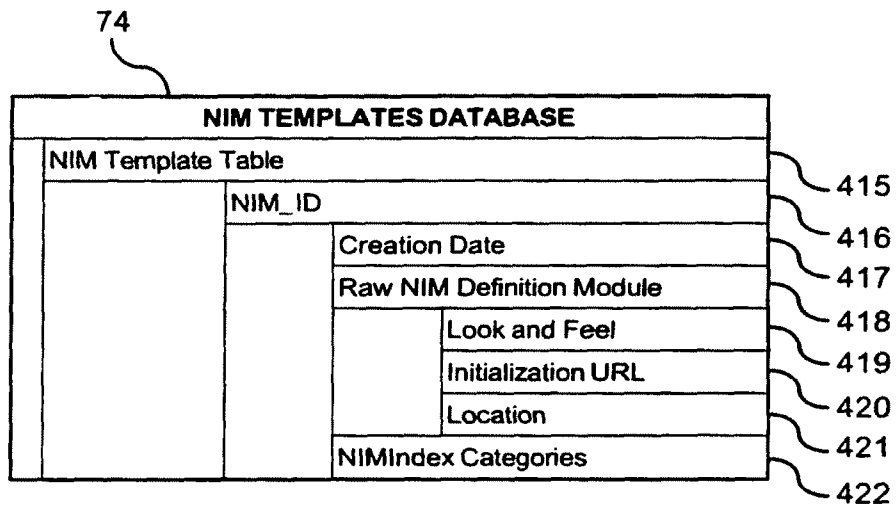 74
NIM TEMPLATES DATABASE
NIM Template Table
415
NIM_ID
416
Creation Date
417
Raw NIM Definition Module
418
Look and Feel
419
Initialization URL
420
Location
421
NIMIndex Categories
422